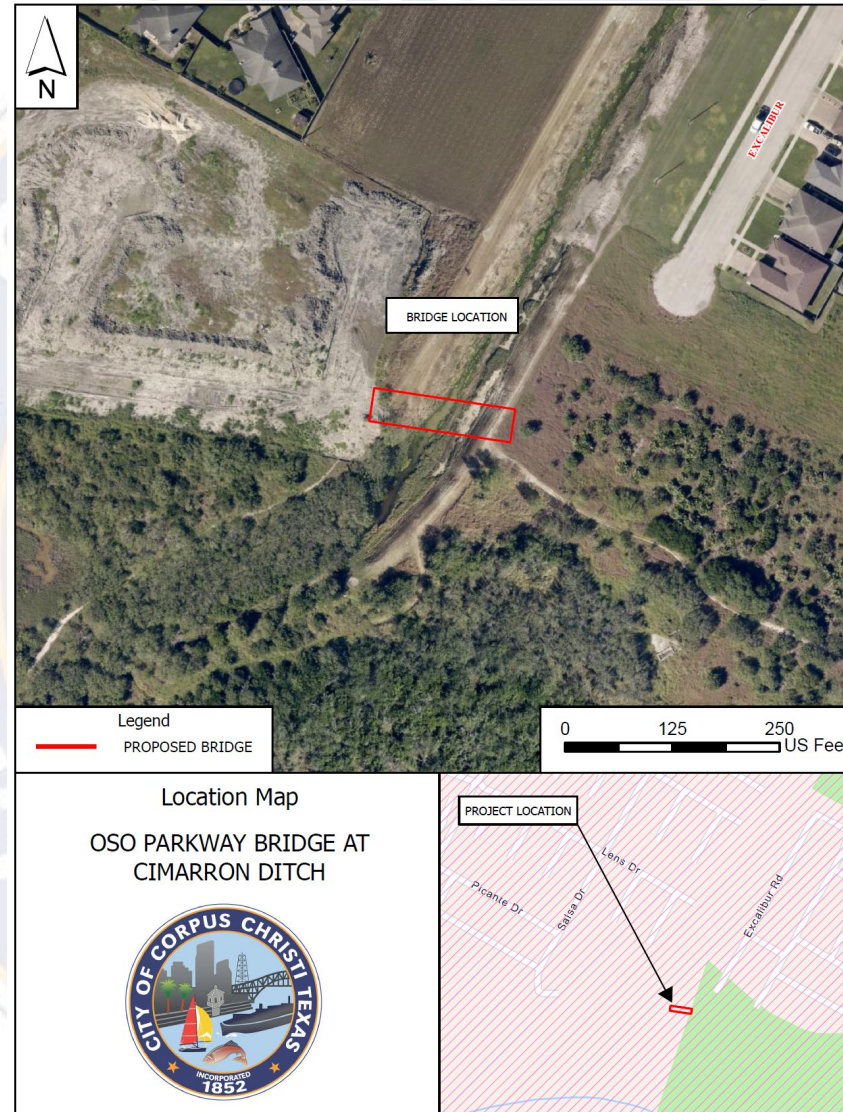 N
EXCALIBUR
BRIDGE LOCATION
Legend
PROPOSED BRIDGE
0 125 250
US Fee
Location Map
OSO PARKWAY BRIDGE AT
CIMARRON DITCH
CITY OF CORPUS CHRISTI TEXAS
INCORPORATED
1852
PROJECT LOCATION
Lens Dr
Picante Dr
Salsa Dr
Excalibur Rd